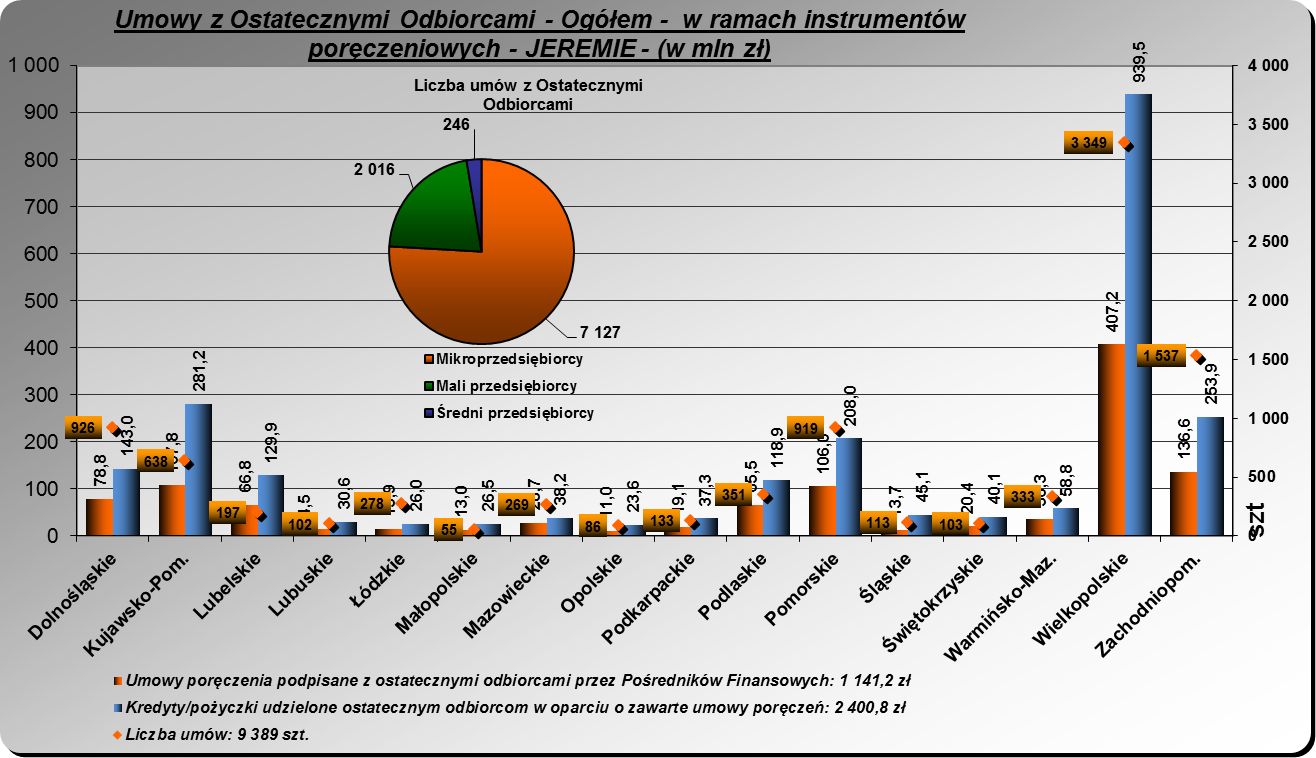 Umowy z Ostatecznymi Odbiorcami - Ogółem - w ramach instrumentów
poręczeniowych - JEREMIE - (w mln zł)
Liczba umów z Ostatecznymi
Odbiorcami
246
2 016
7 127
Mikroprzedsiębiorcy
Mali przedsiębiorcy
Średni przedsiębiorcy
1 000
900
800
700
600
500
400
300
200
100
0
4 000
3 500
3 000
2 500
2 000
1 500
1 000
500
0
szt
926
638
197
102
278
55
269
86
133
351
919
113
103
333
3 349
1 537
78,8
143,0
281,2
66,8
129,9
30,6
26,0
13,0
26,5
38,2
11,0
23,6
37,3
118,9
208,0
45,1
20,4
40,1
58,8
407,2
939,5
136,6
253,9
Dolnośląskie
Kujawsko-Pom.
Lubelskie
Lubuskie
Łódzkie
Małopolskie
Mazowieckie
Opolskie
Podkarpackie
Podlaskie
Pomorskie
Śląskie
Świętokrzyskie
Warmińsko-Maz.
Wielkopolskie
Zachodniopom.
Umowy poręczenia podpisane z ostatecznymi odbiorcami przez Pośredników Finansowych: 1 141,2 zł
Kredyty/pożyczki udzielone ostatecznym odbiorcom w oparciu o zawarte umowy poręczeń: 2 400,8 zł
Liczba umów: 9 389 szt.